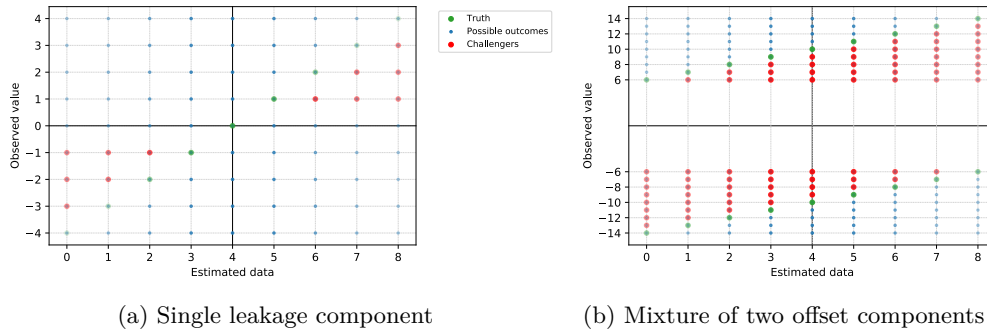 4
3
2
1
0
−1
−2
−3
−4
Observed value
0 1 2 3 4 5 6 7 8
Estimated data
Truth
Possible outcomes
Challengers
14
12
10
8
6
−6
−8
−10
−12
−14
Observed value
0 1 2 3 4 5 6 7 8
Estimated data
(a) Single leakage component
(b) Mixture of two offset components